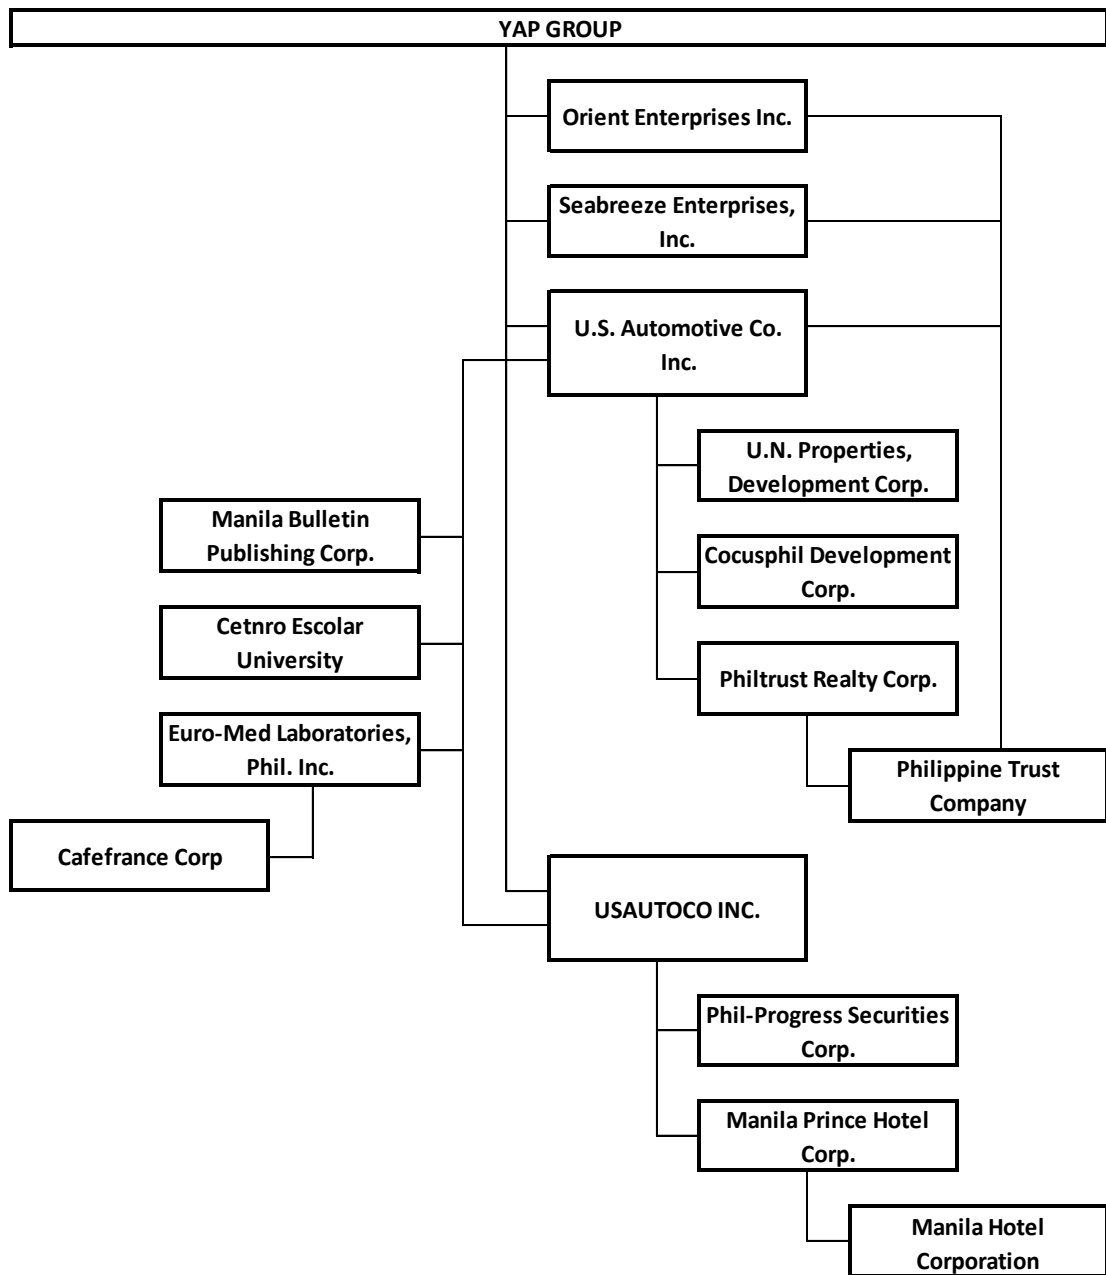 YAP GROUP
Orient Enterprises Inc.
Seabreeze Enterprises,
Inc.
U.S. Automotive Co.
Inc.
U.N. Properties,
Development Corp.
Manila Bulletin
Publishing Corp.
Cocusphil Development
Corp.
Cetnro Escolar
University
Philtrust Realty Corp.
Euro-Med Laboratories,
Phil. Inc.
Philippine Trust
Company
Cafefrance Corp
USAUTOCO INC.
Phil-Progress Securities
Corp.
Manila Prince Hotel
Corp.
Manila Hotel
Corporation